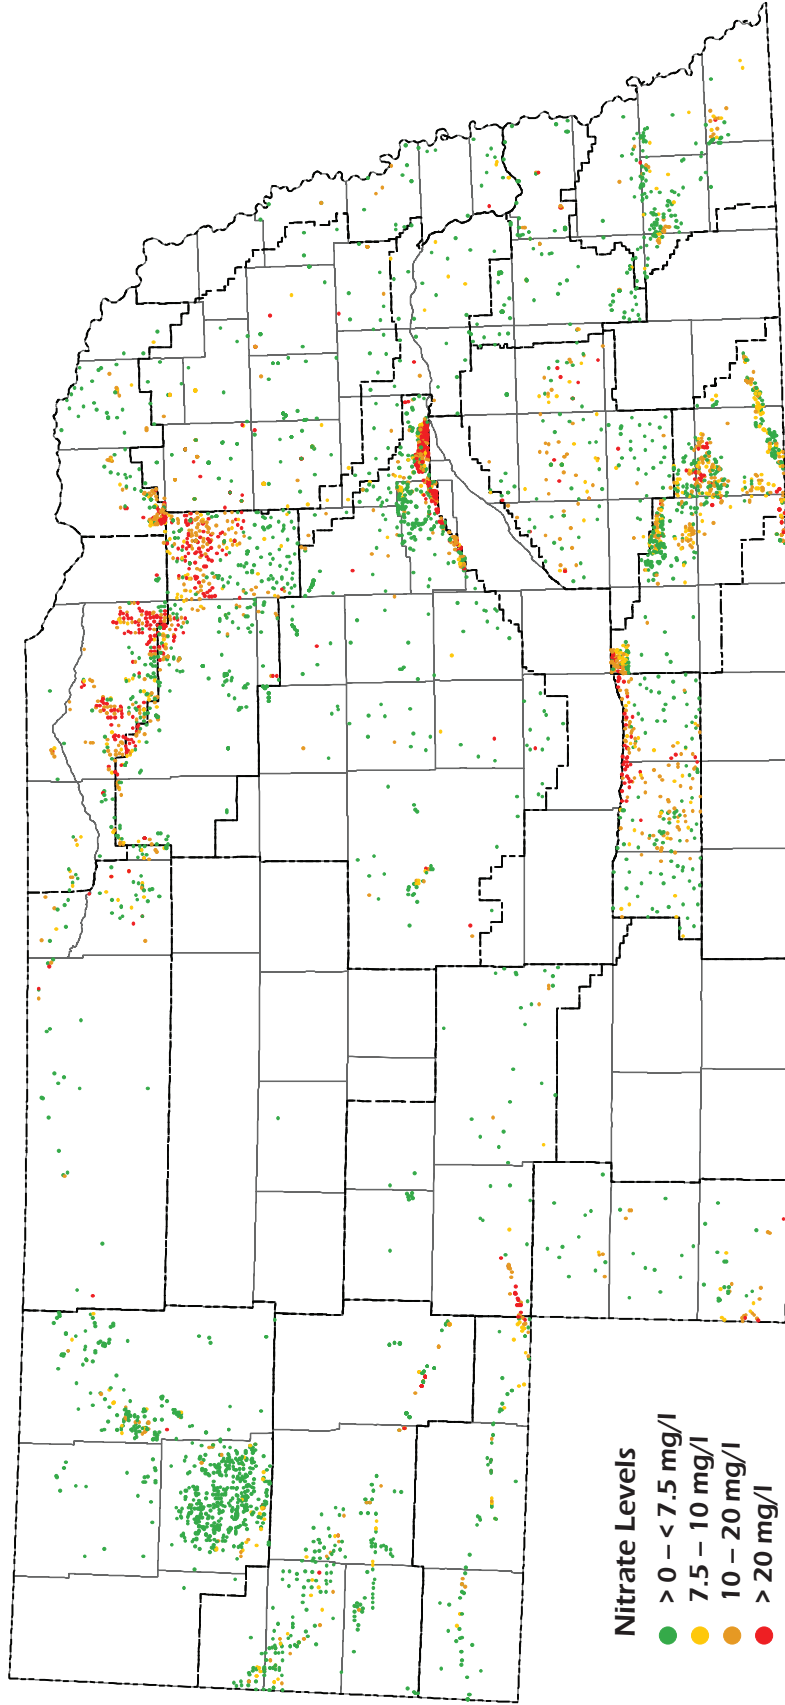 Nitrate Levels
> 0 – < 7.5 mg/l
7.5 – 10 mg/l
10 – 20 mg/l
> 20 mg/l